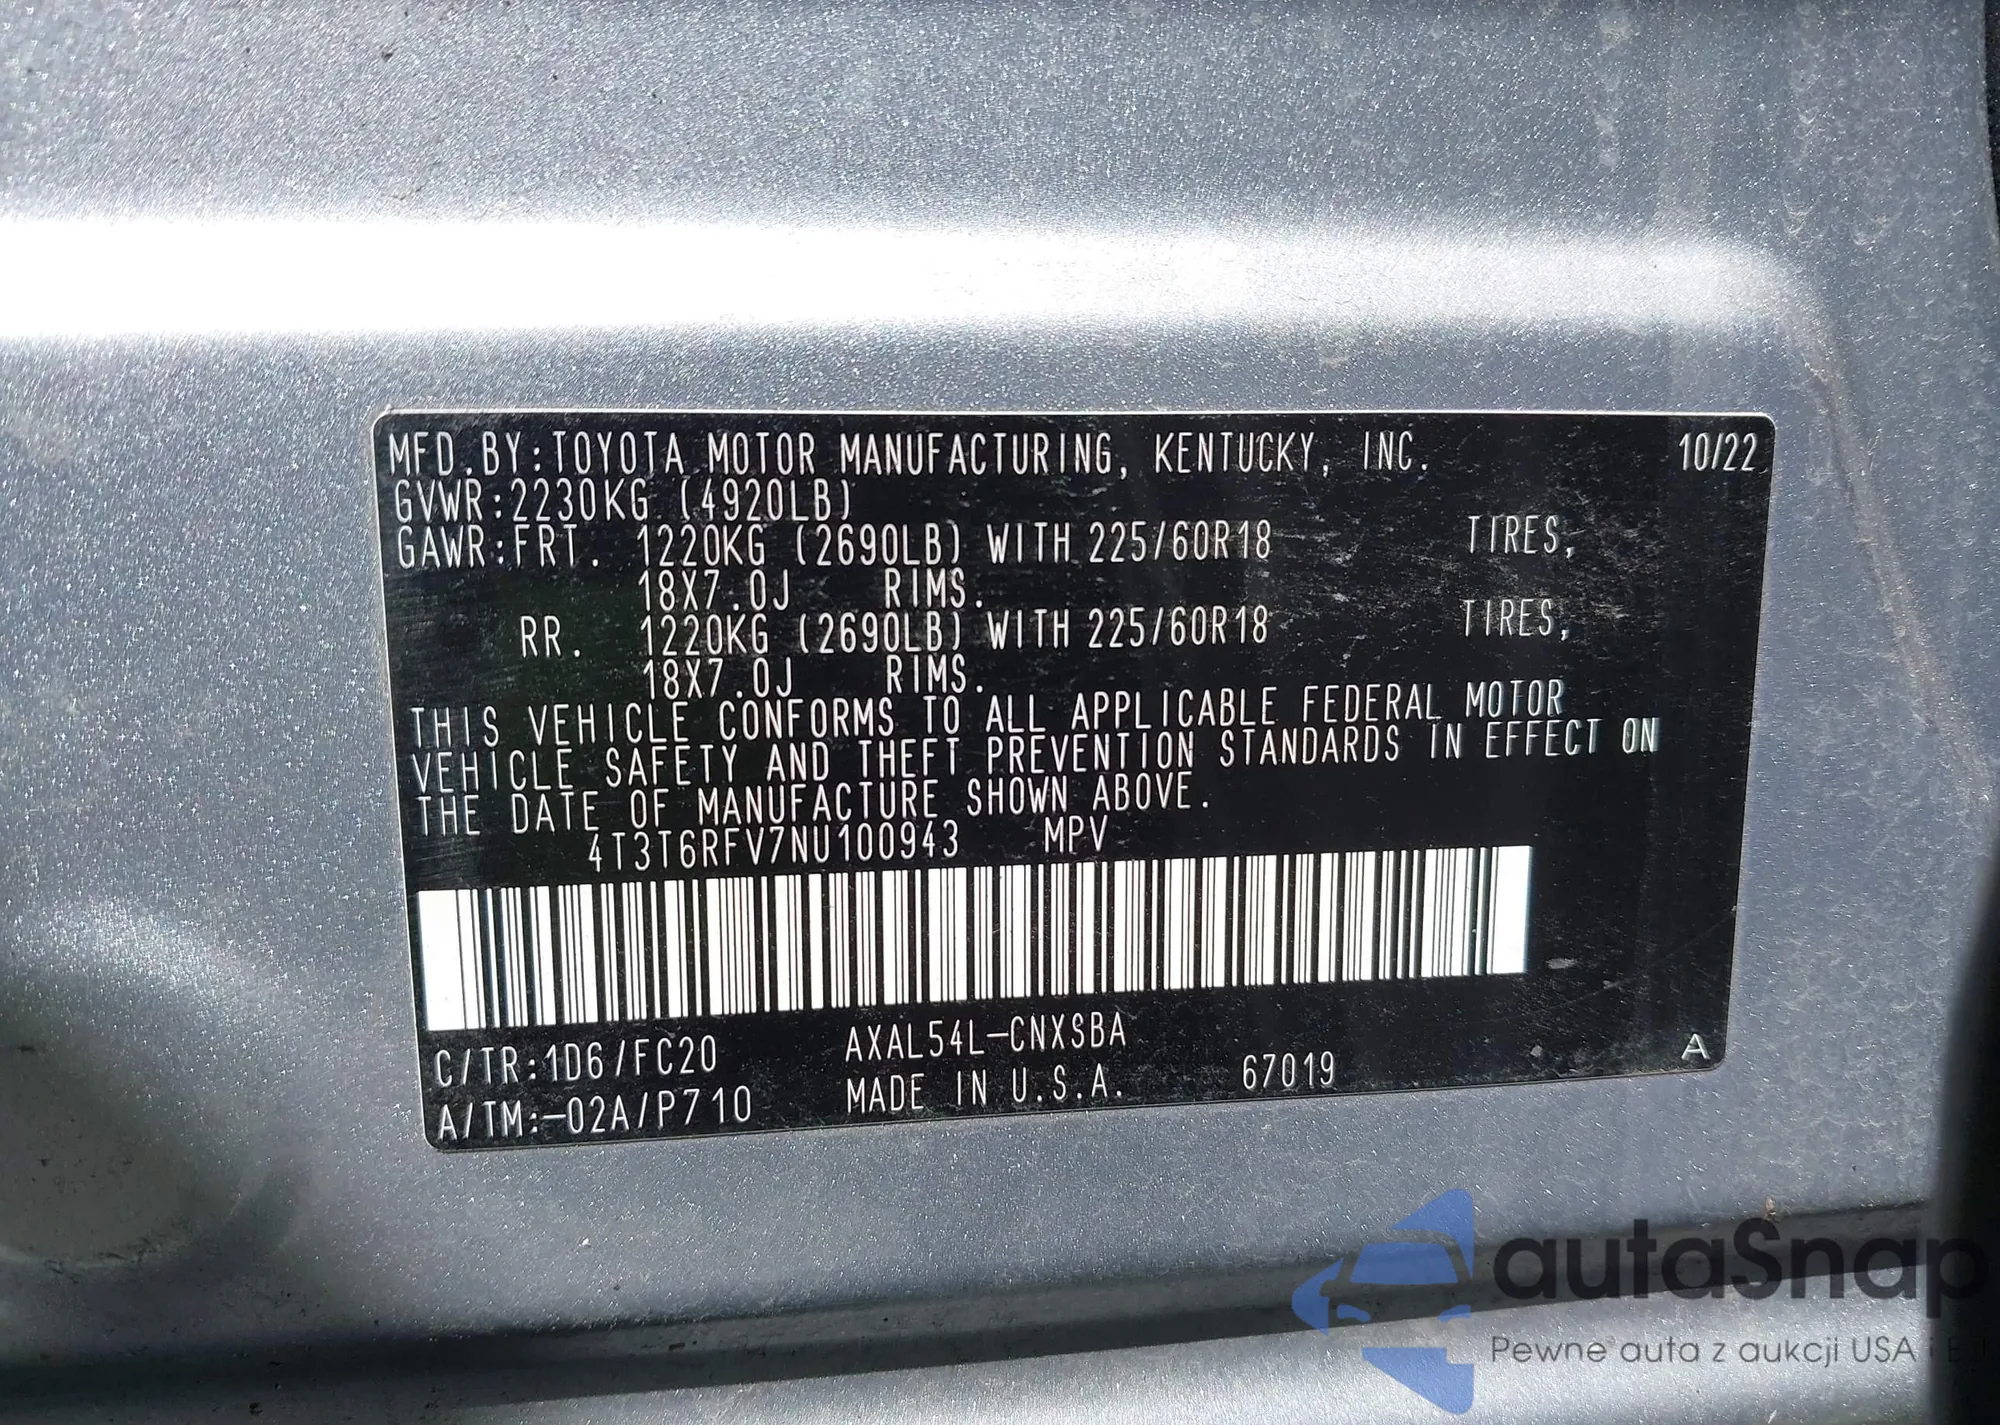 MFD.BY:TOYOTA MOTOR MANUFACTURING, KENTUCKY, INC. 10/22
GVWR:2230KG (4920LB)
GAWR:FRT. 1220KG (2690LB) WITH 225/60R18 TIRES,
18X7.0J RIMS.
RR. 1220KG (2690LB) WITH 225/60R18 TIRES,
18X7.0J RIMS.
THIS VEHICLE CONFORMS TO ALL APPLICABLE FEDERAL MOTOR
VEHICLE SAFETY AND THEFT PREVENTION STANDARDS IN EFFECT ON
THE DATE OF MANUFACTURE SHOWN ABOVE.
4T3T6RFV7NU100943 MPV
C/TR:1D6/FC20 AXAL54L-CNXSBA
A/TM:-02A/P710 MADE IN U.S.A. 67019 A
autaSnap
Pewne auta z aukcji USA i